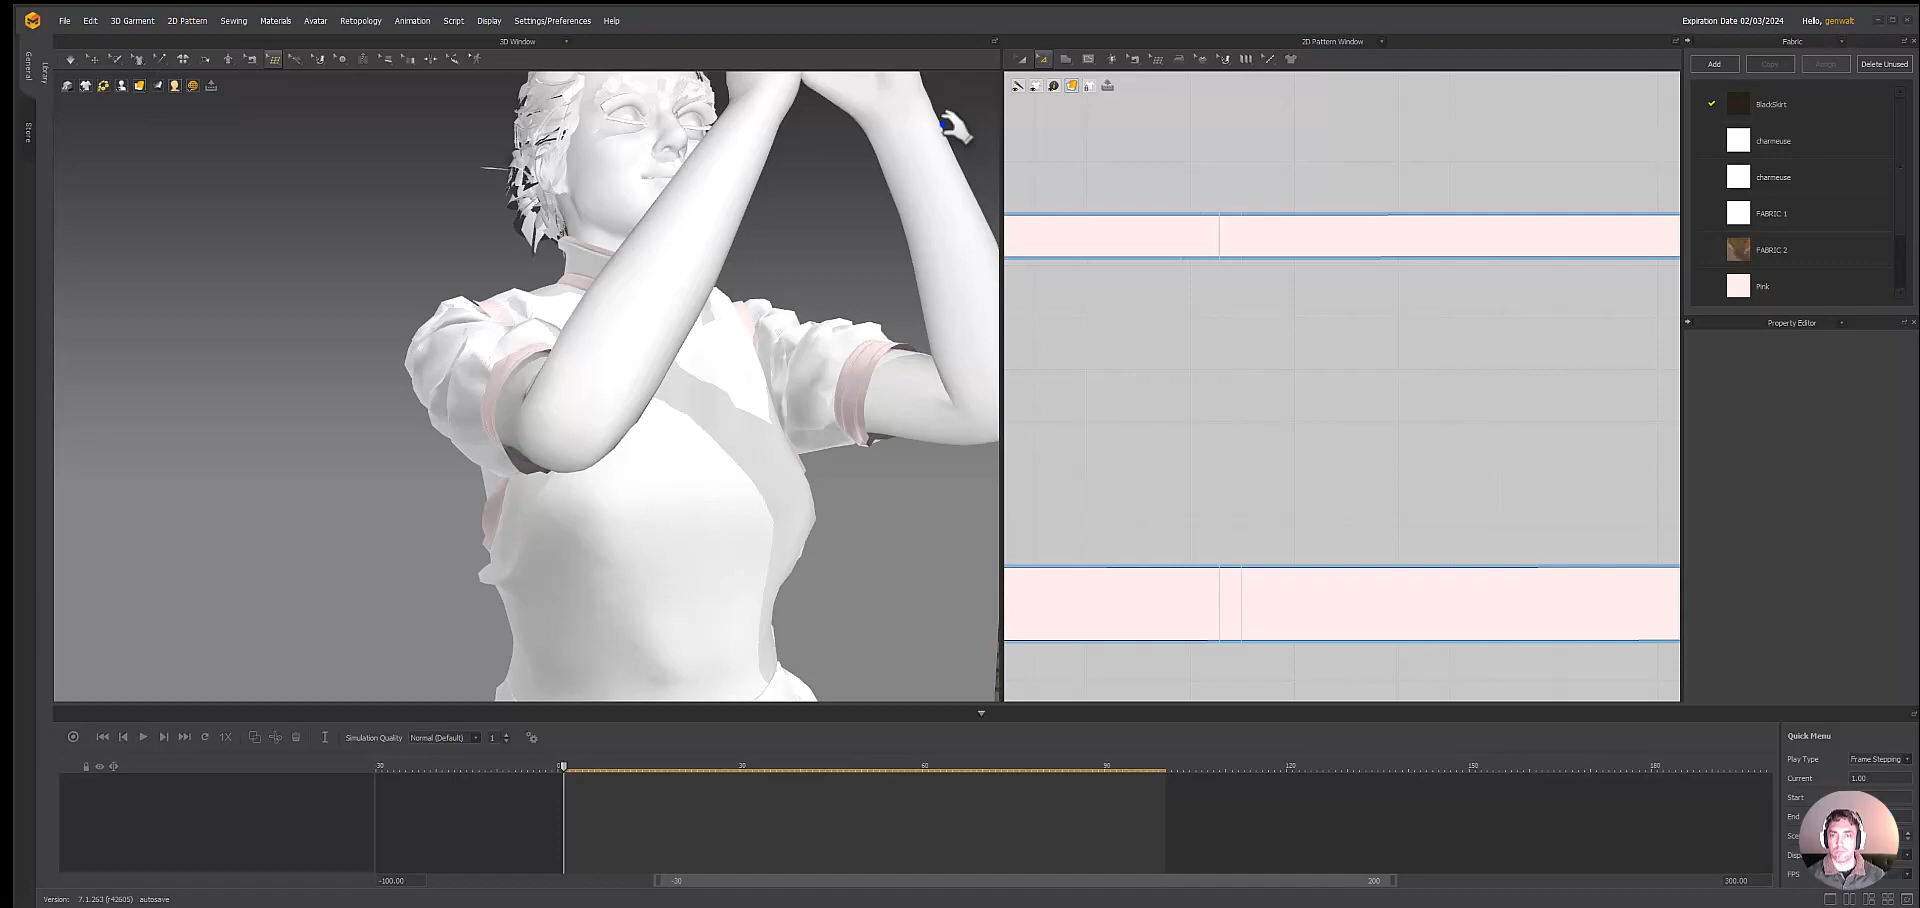 File Edit 3D Garment 2D Pattern Sewing Materials Avatar Retopology Animation Script Display Settings/Preferences Help
Expiration Date 02/03/2024 Hello, genwalt
3D Window
2D Pattern Window
Fabric
General
Library
Store
Add Copy Assign Delete Unused
BlackSkirt
charmeuse
charmeuse
FABRIC 1
FABRIC 2
Pink
Property Editor
1X
Simulation Quality Normal (Default) 1
Quick Menu
Play Type Frame Stepping
Current 1.00
Start
End
FPS
-30 0 30 60 90 120 150 180
-100.00 -30 200 300.00
Version: 7.1.263 (r42605) autosave